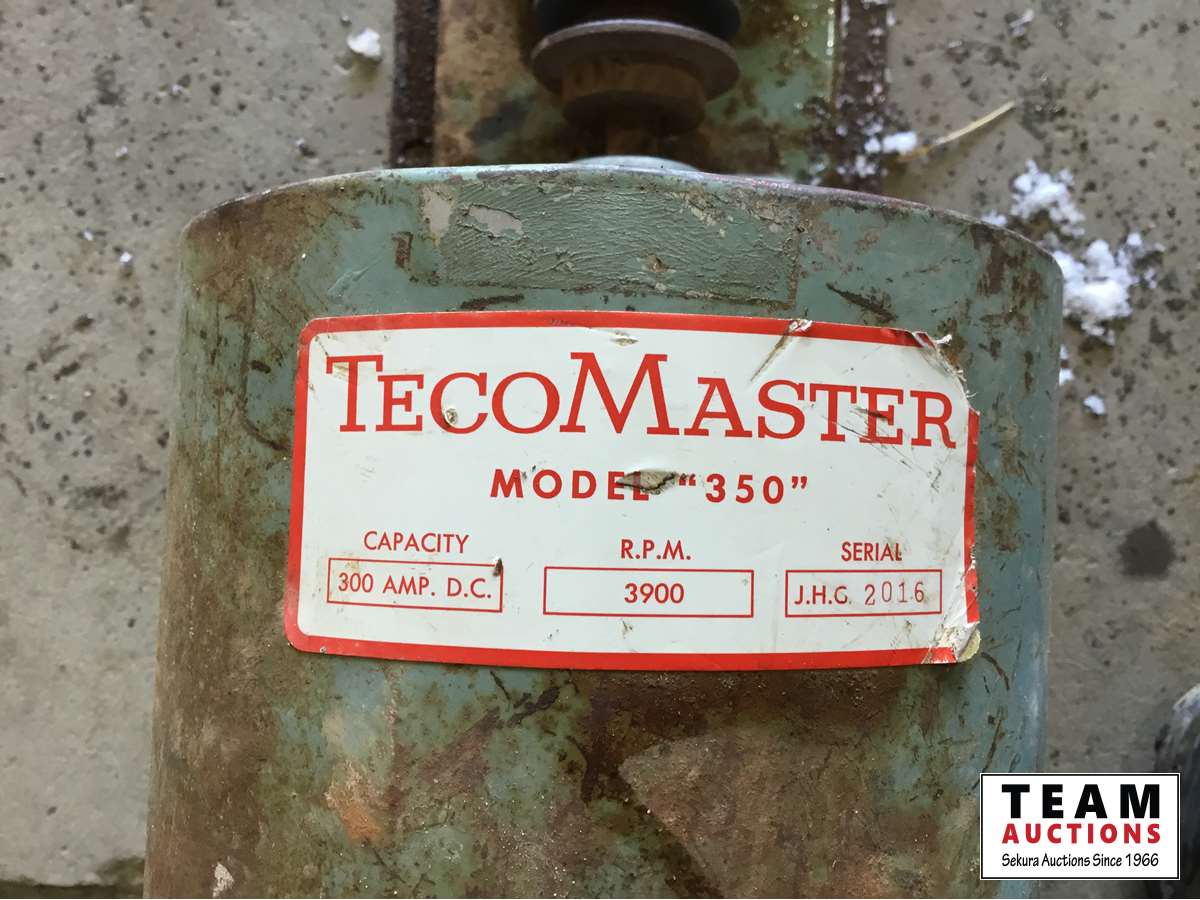 TECOMASTER
MODEL "350"
CAPACITY R.P.M. SERIAL
300 AMP. D.C. 3900 J.H.G. 2016
TEAM
AUCTIONS
Sekura Auctions Since 1966